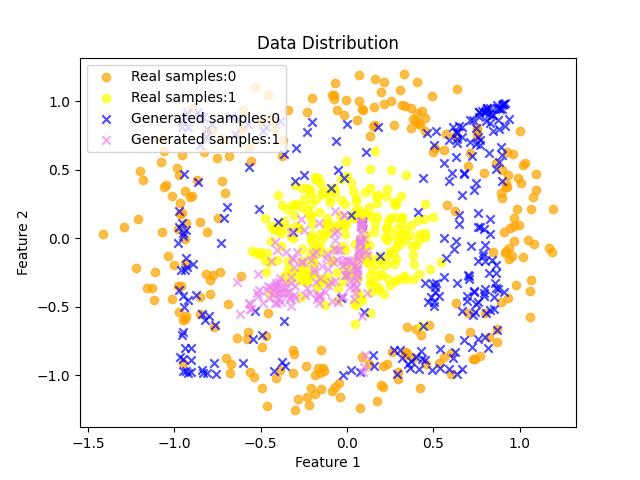 Data Distribution
Real samples:0
Real samples:1
Generated samples:0
Generated samples:1
1.0
0.5
0.0
−0.5
−1.0
Feature 2
−1.5 −1.0 −0.5 0.0 0.5 1.0
Feature 1